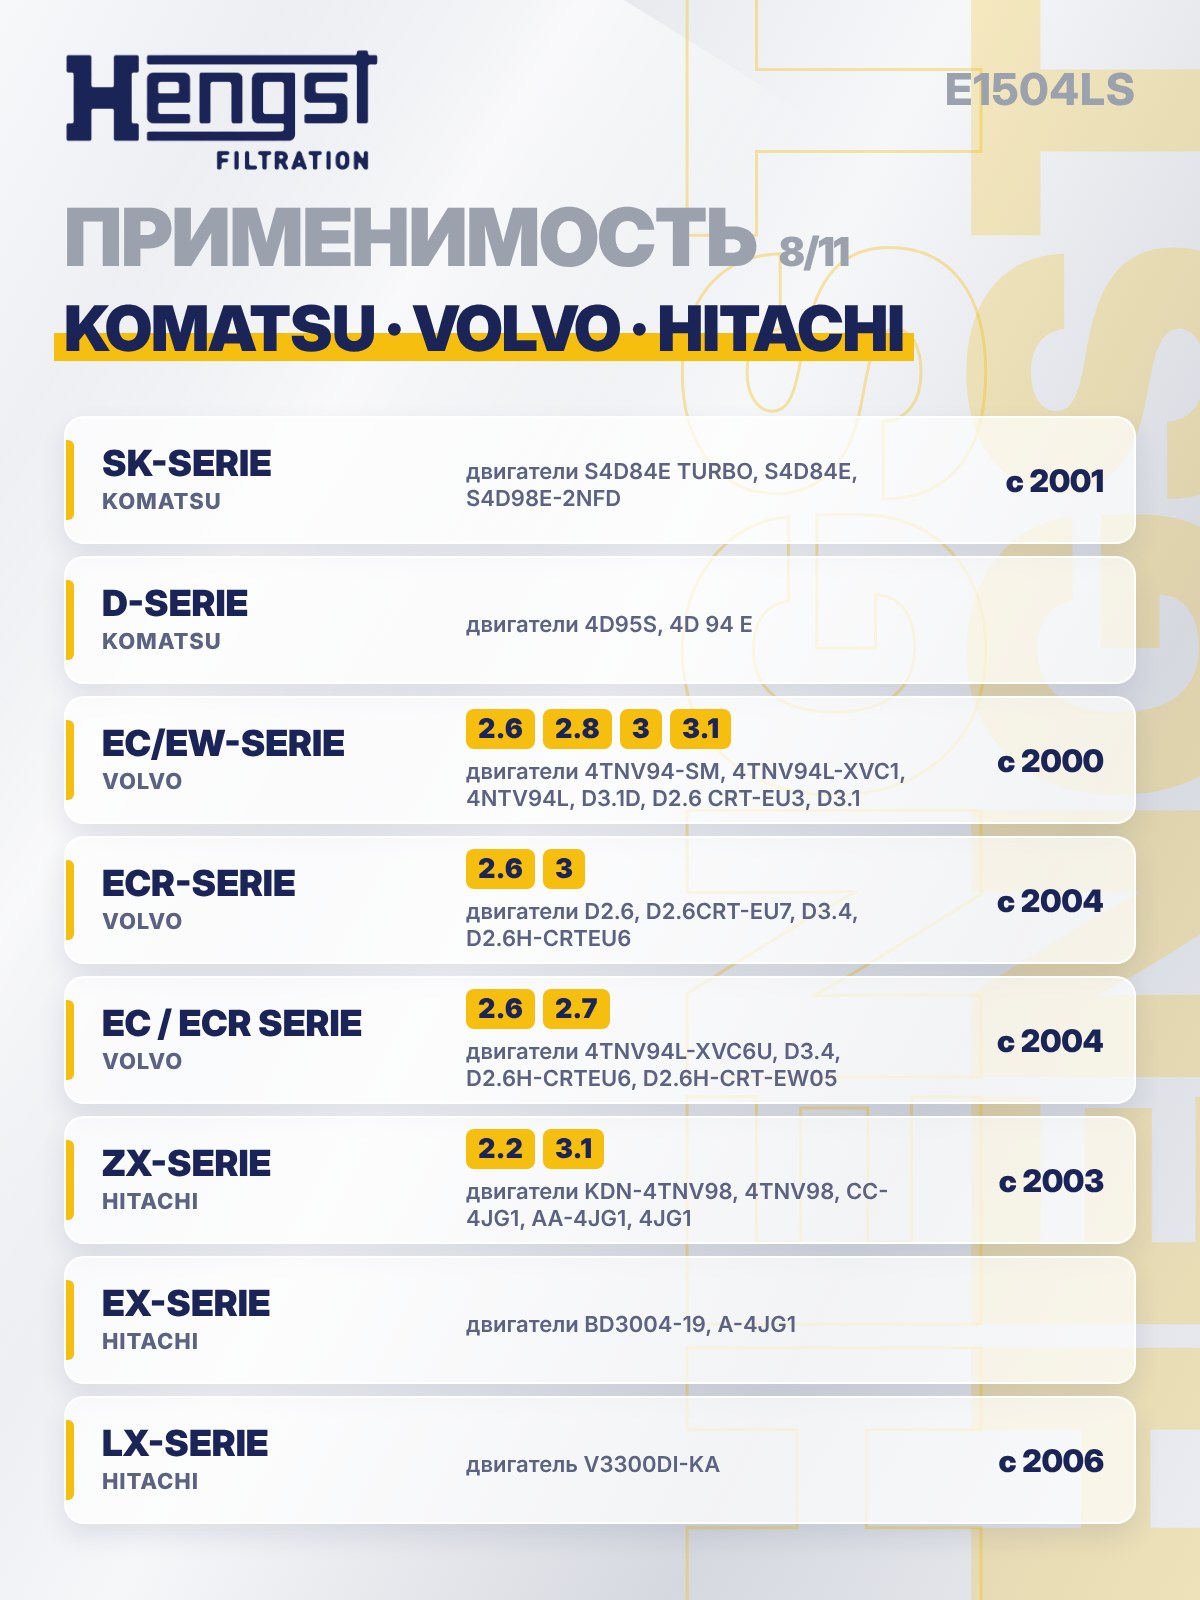 Hengst
FILTRATION
E1504LS
ПРИМЕНИМОСТЬ 8/11
KOMATSU · VOLVO · HITACHI
SK-SERIE
KOMATSU
двигатели S4D84E TURBO, S4D84E,
S4D98E-2NFD
с 2001
D-SERIE
KOMATSU
двигатели 4D95S, 4D 94 E
EC/EW-SERIE
VOLVO
2.6 2.8 3 3.1
двигатели 4TNV94-SM, 4TNV94L-XVC1,
4NTV94L, D3.1D, D2.6 CRT-EU3, D3.1
с 2000
ECR-SERIE
VOLVO
2.6 3
двигатели D2.6, D2.6CRT-EU7, D3.4,
D2.6H-CRTEU6
с 2004
EC / ECR SERIE
VOLVO
2.6 2.7
двигатели 4TNV94L-XVC6U, D3.4,
D2.6H-CRTEU6, D2.6H-CRT-EW05
с 2004
ZX-SERIE
HITACHI
2.2 3.1
двигатели KDN-4TNV98, 4TNV98, CC-
4JG1, AA-4JG1, 4JG1
с 2003
EX-SERIE
HITACHI
двигатели BD3004-19, A-4JG1
LX-SERIE
HITACHI
двигатель V3300DI-KA
с 2006
HENGST